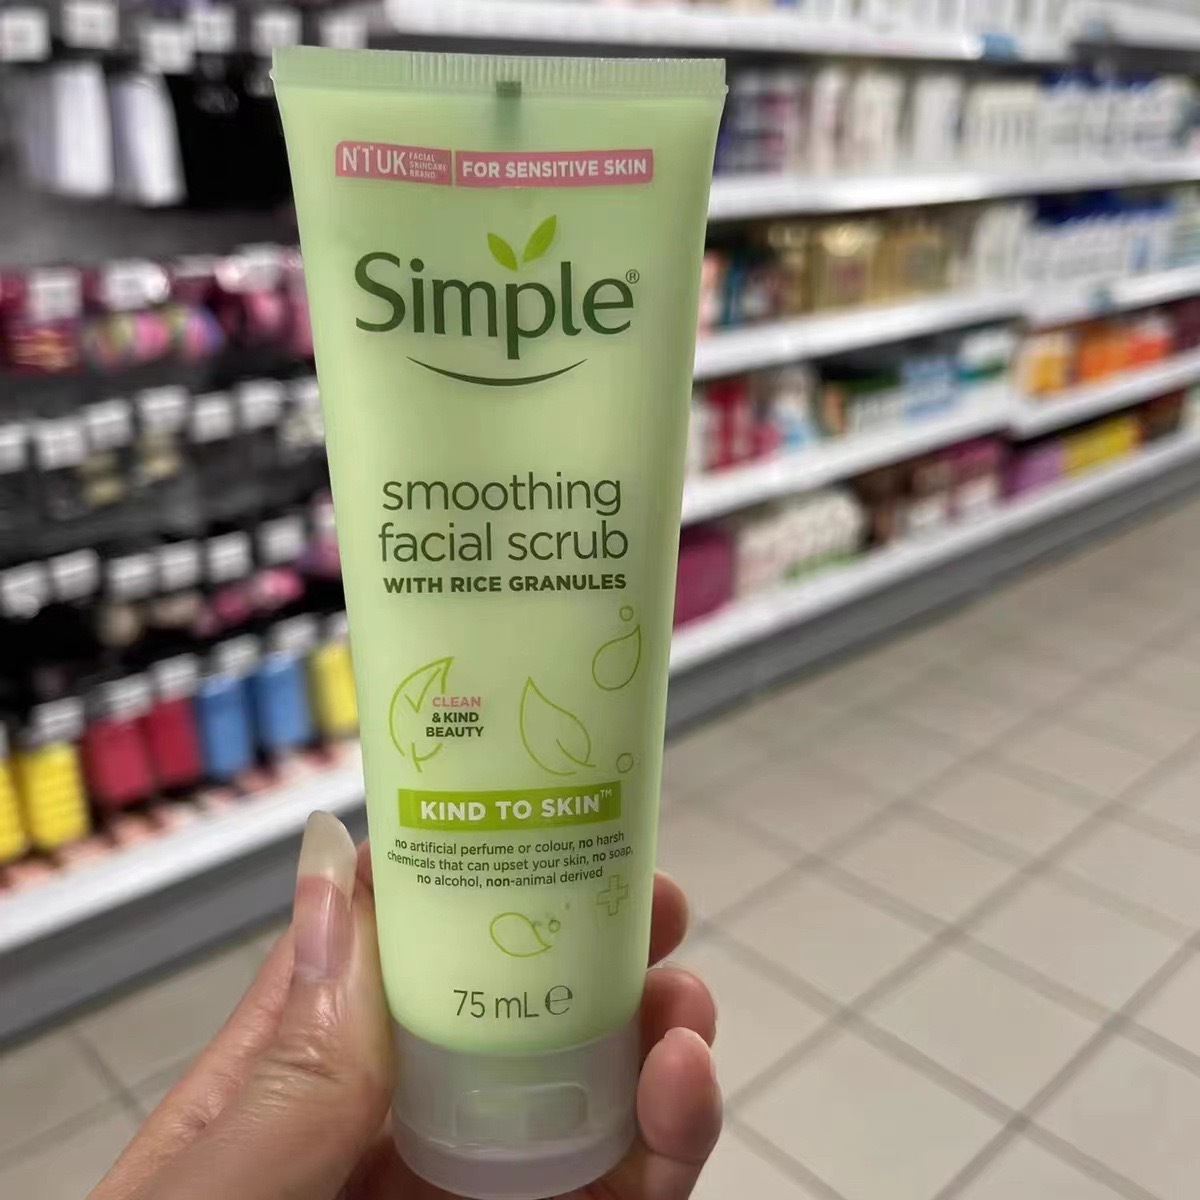 N°1 UK FACIAL SKINCARE BRAND FOR SENSITIVE SKIN
Simple®
smoothing
facial scrub
WITH RICE GRANULES
CLEAN
& KIND
BEAUTY
KIND TO SKIN™
no artificial perfume or colour, no harsh
chemicals that can upset your skin, no soap,
no alcohol, non-animal derived
75 mL ℮